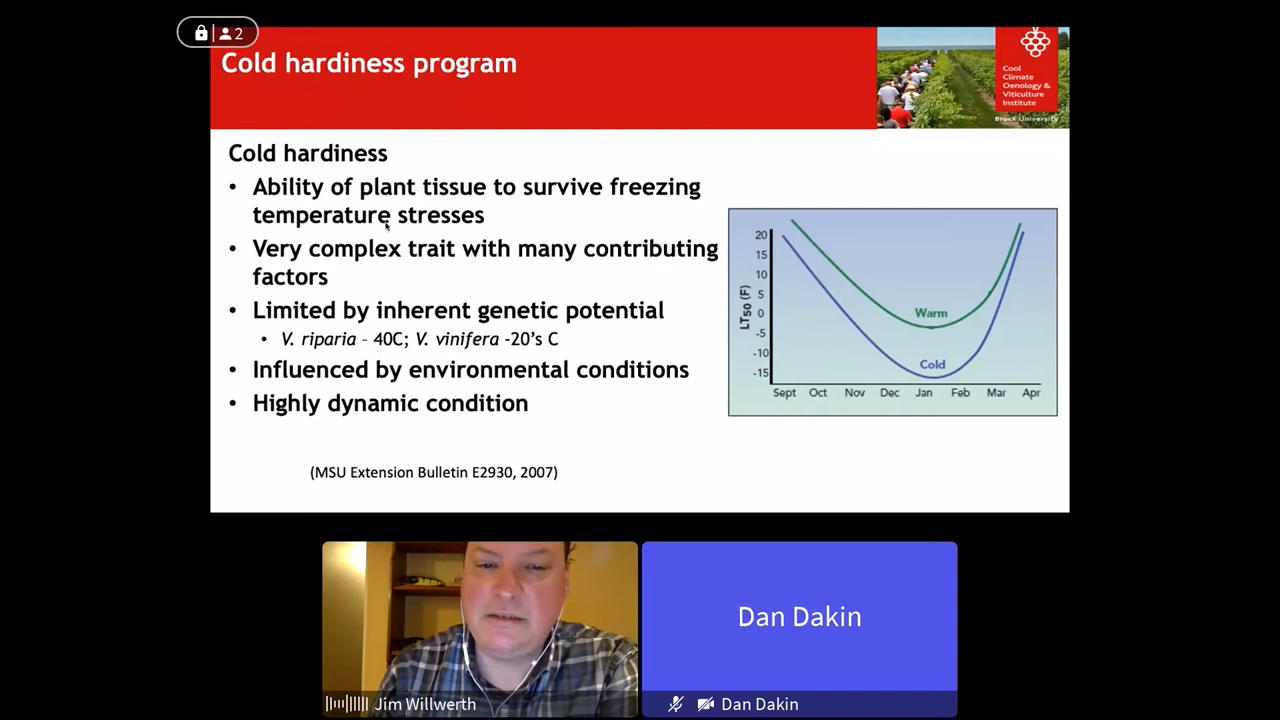 2
Cold hardiness program
Cool
Climate
Oenology &
Viticulture
Institute
Brock University
Cold hardiness
• Ability of plant tissue to survive freezing
temperature stresses
• Very complex trait with many contributing
factors
• Limited by inherent genetic potential
• V. riparia – 40C; V. vinifera -20's C
• Influenced by environmental conditions
• Highly dynamic condition
(MSU Extension Bulletin E2930, 2007)
LT50 (F)
20
15
10
5
0
-5
-10
-15
Warm
Cold
Sept Oct Nov Dec Jan Feb Mar Apr
Dan Dakin
Jim Willwerth
Dan Dakin